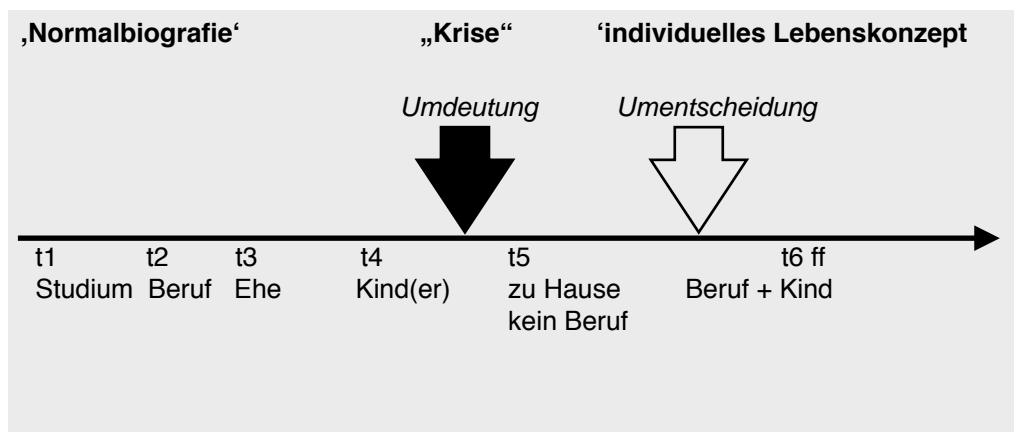 ‚Normalbiografie‘ „Krise“ ‘individuelles Lebenskonzept
Umdeutung Umentscheidung
t1 t2 t3 t4 t5 t6 ff
Studium Beruf Ehe Kind(er) zu Hause Beruf + Kind
kein Beruf